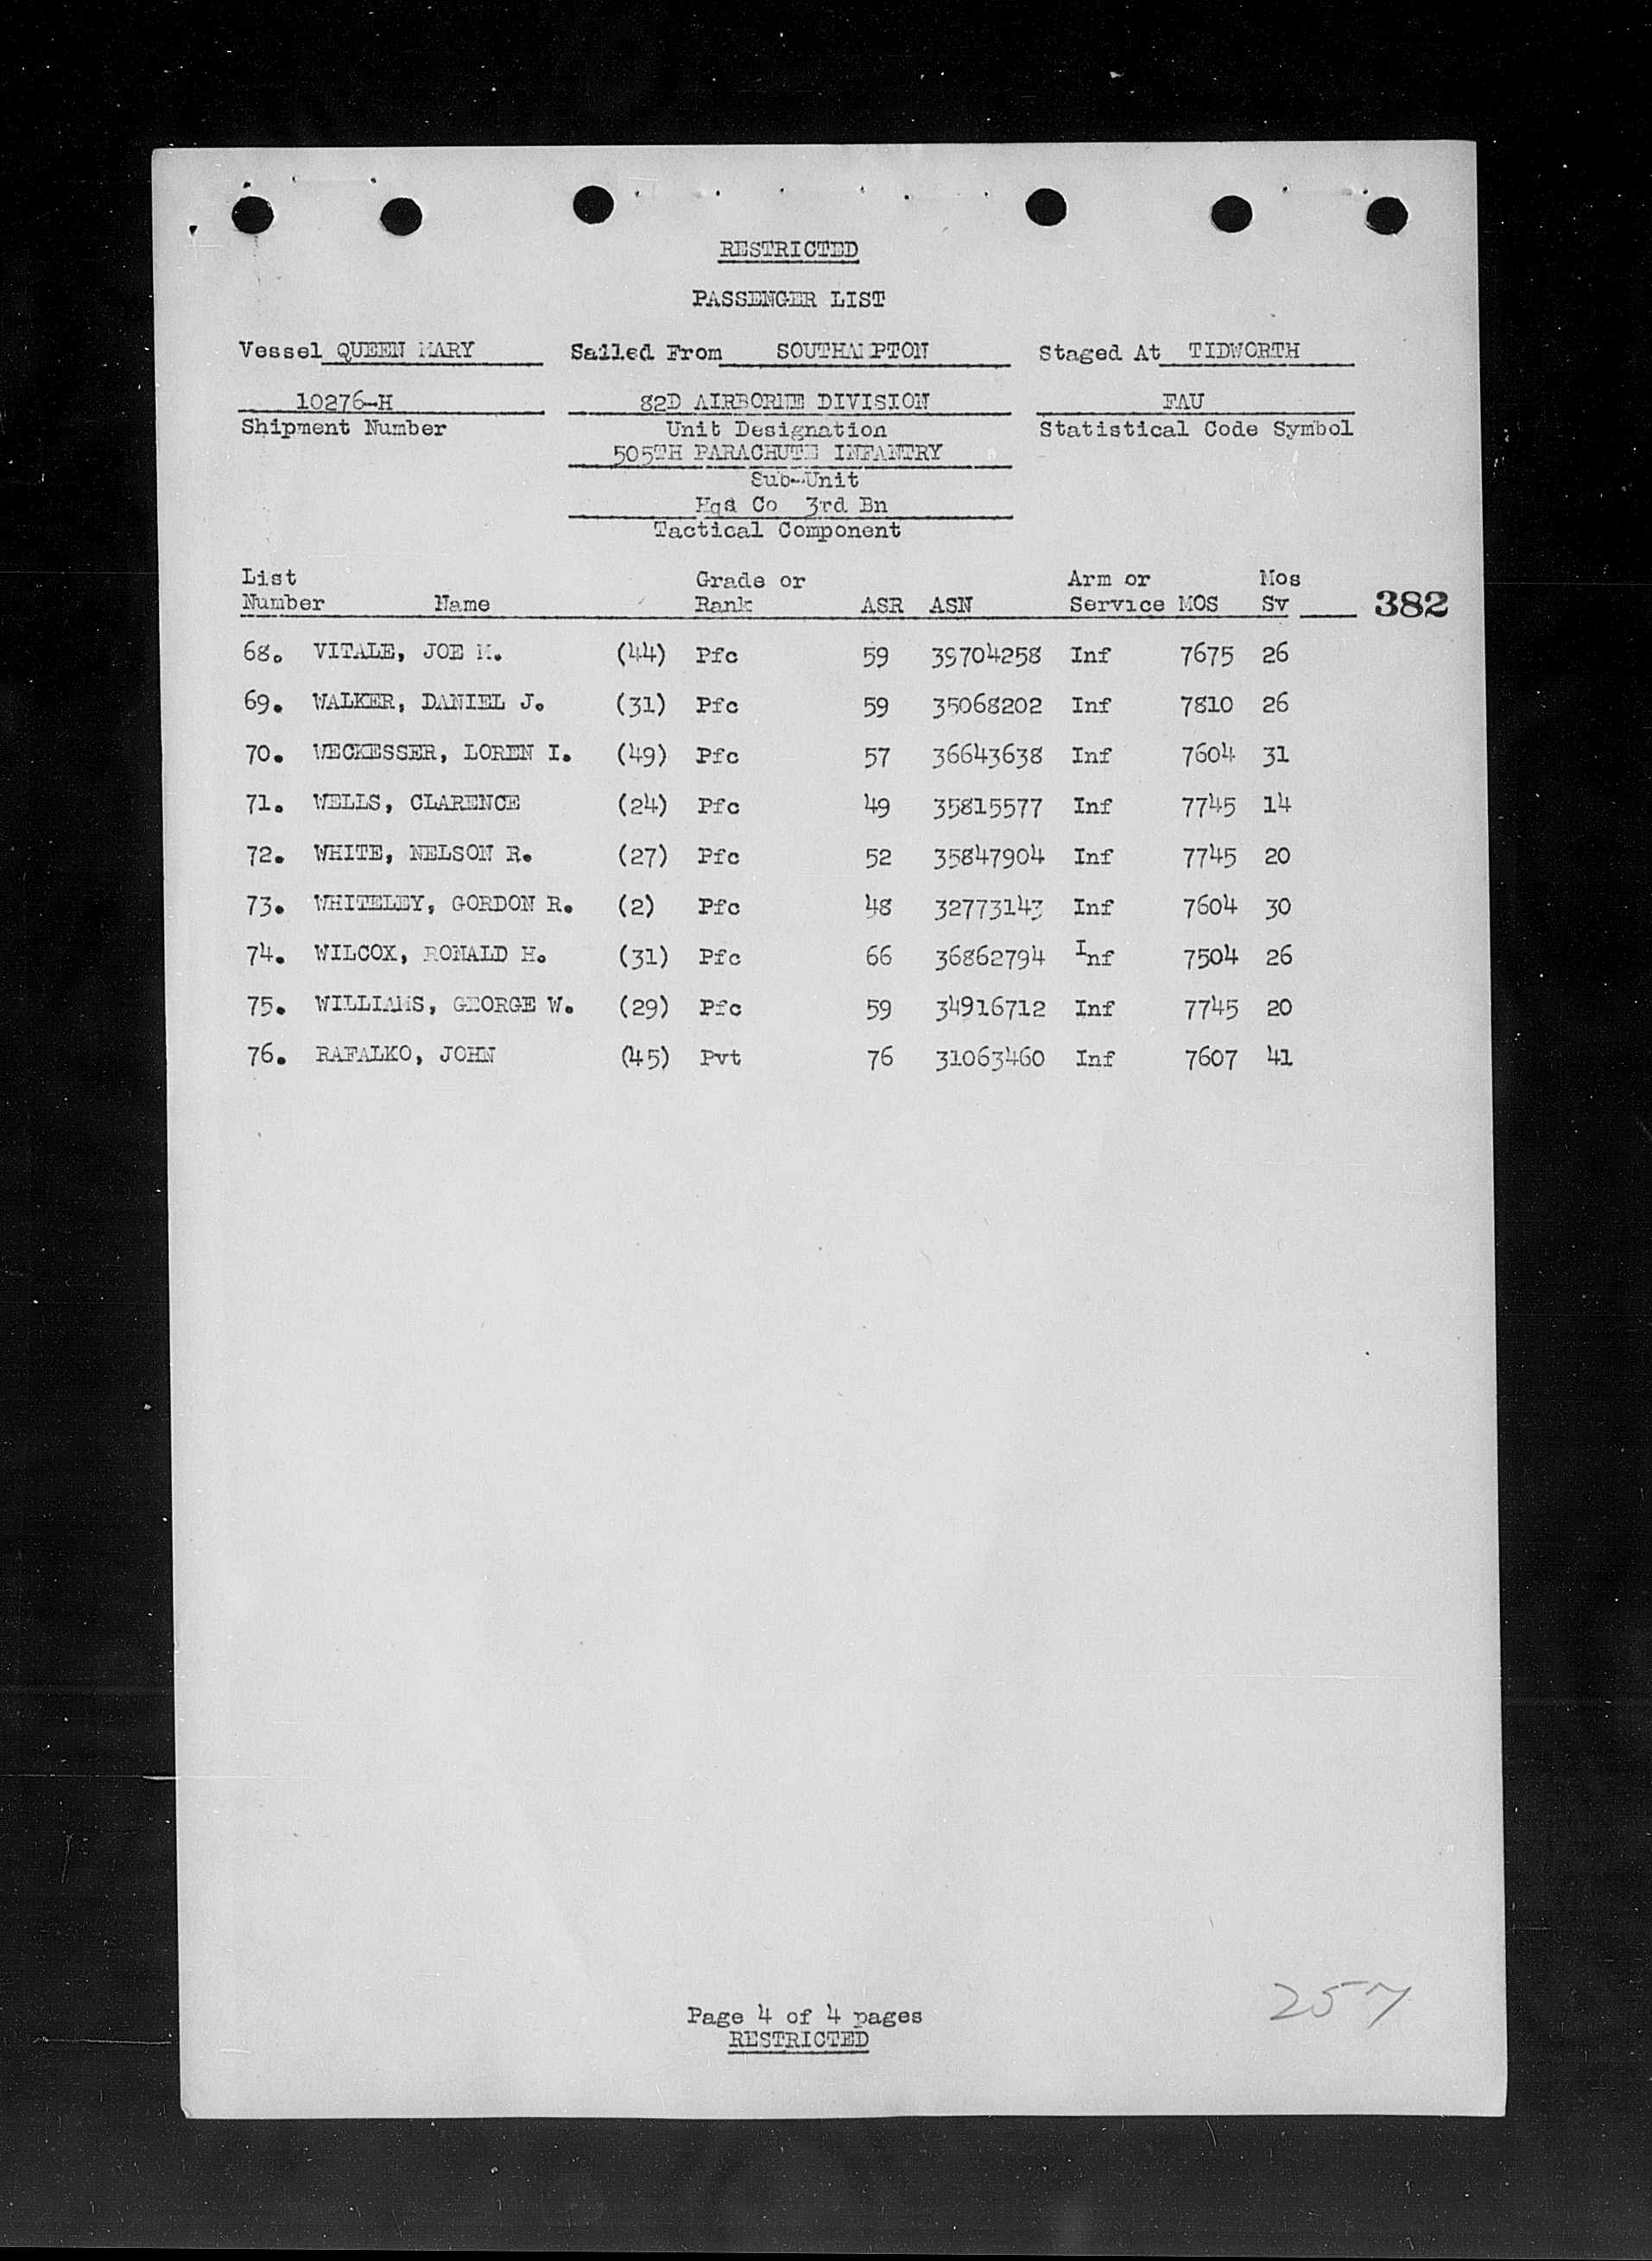 RESTRICTED
PASSENGER LIST
Vessel QUEEN MARY Sailed From SOUTHAMPTON Staged At TIDWORTH
10276-H 82D AIRBORNE DIVISION FAU
Shipment Number Unit Designation Statistical Code Symbol
505TH PARACHUTE INFANTRY
Sub-Unit
Hqs Co 3rd Bn
Tactical Component
List Grade or Arm or Mos
Number Name Rank ASR ASN Service MOS Sv 382
68. VITALE, JOE M. (44) Pfc 59 39704258 Inf 7675 26
69. WALKER, DANIEL J. (31) Pfc 59 35068202 Inf 7810 26
70. WECKESSER, LOREN I. (49) Pfc 57 36643638 Inf 7604 31
71. WELLS, CLARENCE (24) Pfc 49 35815577 Inf 7745 14
72. WHITE, NELSON R. (27) Pfc 52 35847904 Inf 7745 20
73. WHITELEY, GORDON R. (2) Pfc 48 32773143 Inf 7604 30
74. WILCOX, RONALD H. (31) Pfc 66 36862794 Inf 7504 26
75. WILLIAMS, GEORGE W. (29) Pfc 59 34916712 Inf 7745 20
76. RAFALKO, JOHN (45) Pvt 76 31063460 Inf 7607 41
257
Page 4 of 4 pages
RESTRICTED